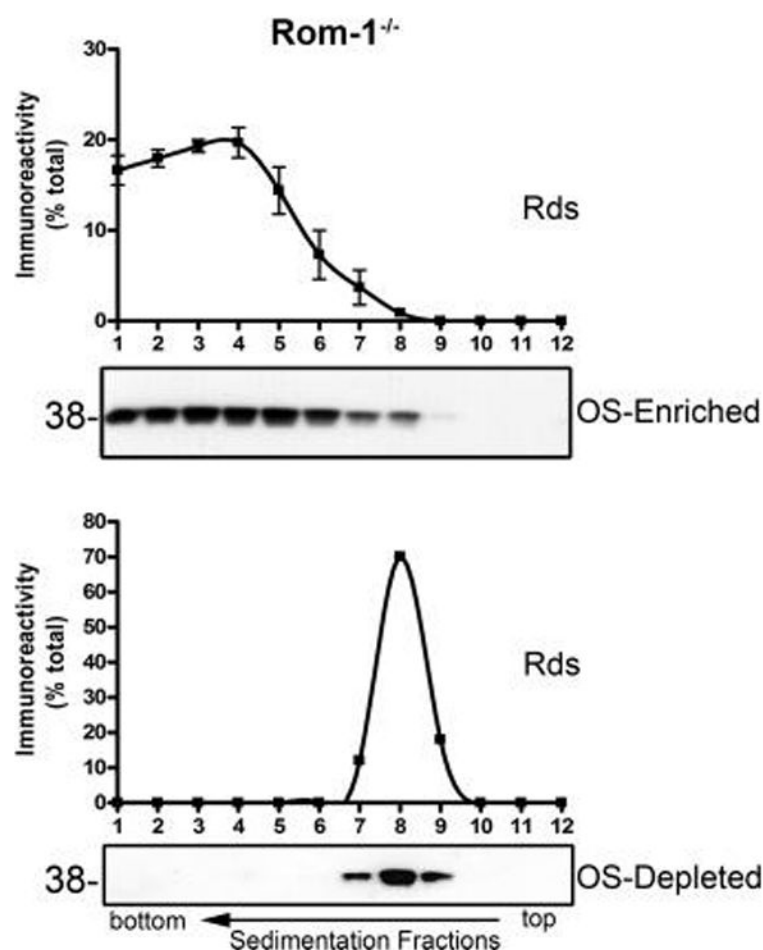 Rom-1-/-
30
20
10
0
Immunoreactivity
(% total)
Rds
1 2 3 4 5 6 7 8 9 10 11 12
38-
OS-Enriched
80
70
60
50
40
30
20
10
0
Immunoreactivity
(% total)
Rds
1 2 3 4 5 6 7 8 9 10 11 12
38-
OS-Depleted
bottom top
Sedimentation Fractions